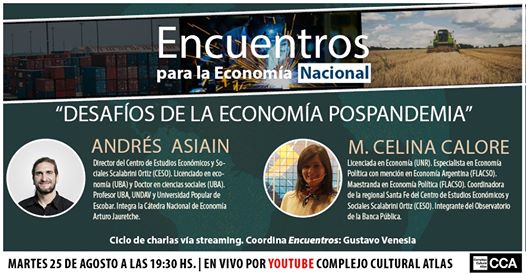 Encuentros
para la Economía Nacional
"DESAFÍOS DE LA ECONOMÍA POSPANDEMIA"
ANDRÉS ASIAIN
Director del Centro de Estudios Económicos y So-
ciales Scalabrini Ortiz (CESO). Licenciado en eco-
nomía (UBA) y Doctor en ciencias sociales (UBA).
Profesor UBA, UNDAV y Universidad Popular de
Escobar. Integra la Cátedra Nacional de Economía
Arturo Jauretche.
M. CELINA CALORE
Licenciada en Economía (UNR). Especialista en Economía
Política con mención en Economía Argentina (FLACSO).
Maestranda en Economía Política (FLACSO). Coordinadora
de la regional Santa Fe del Centro de Estudios Económicos y
Sociales Scalabrini Ortiz (CESO). Integrante del Observatorio
de la Banca Pública.
Ciclo de charlas vía streaming. Coordina Encuentros: Gustavo Venesia
MARTES 25 DE AGOSTO A LAS 19:30 HS. | EN VIVO POR YOUTUBE COMPLEJO CULTURAL ATLAS
CCA